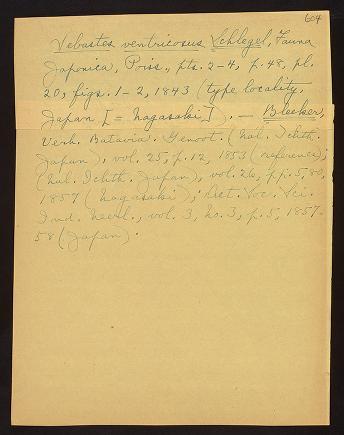 604
Sebastes ventricosus Schlegel, Fauna
Japonica, Poiss., pts. 2-4, p. 48, pl.
20, figs. 1-2, 1843 (type locality,
Japan [= Nagasaki]). — Bleeker,
Verh. Batavia. Genoot. (Nal. Ichth.
Japan), vol. 25, p. 12, 1853 (reference);
(Nal. Ichth. Japan), vol. 26, pp. 5, 80,
1857 (Nagasaki); Act. Soc. Sci.
Ind. Neerl., vol. 3, No. 3, p. 5, 1857-
58 (Japan).